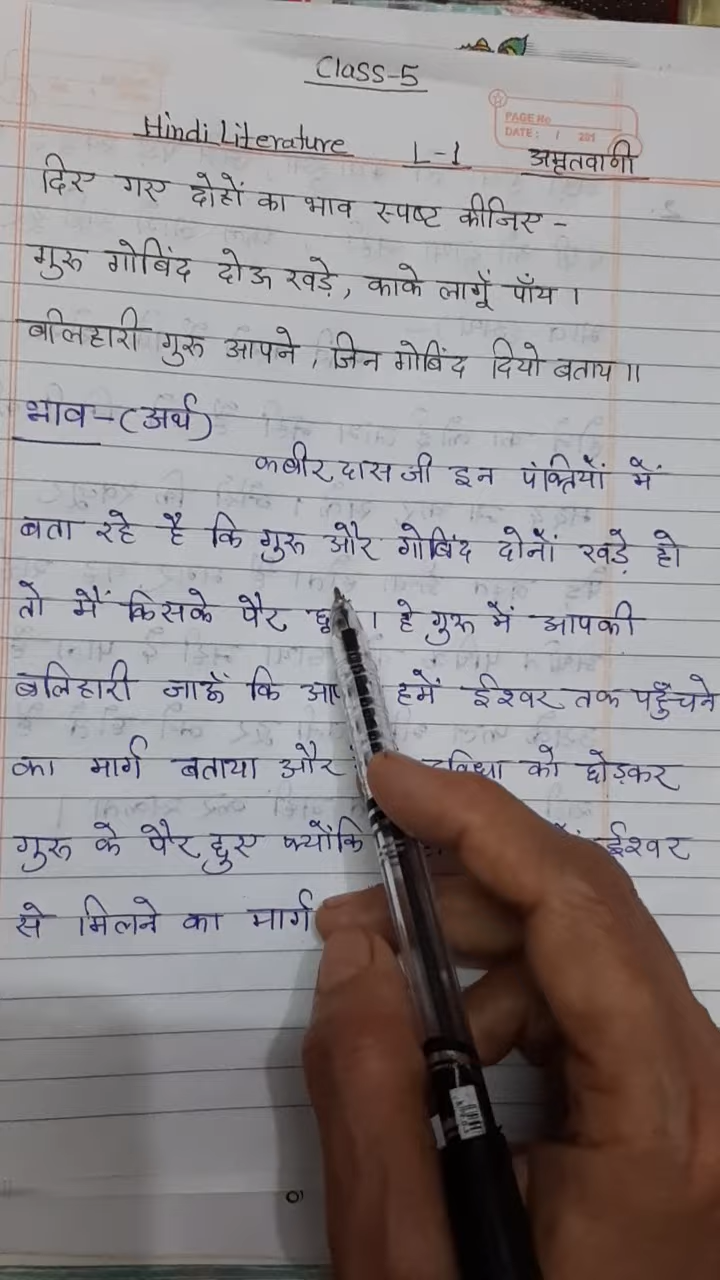 Class-5
PAGE No
DATE: / 201
Hindi Literature L-1 अमृतवाणी
दिए गए दोहों का भाव स्पष्ट कीजिए -
गुरु गोबिंद दोऊ खड़े, काके लागूँ पाँय ।
बलिहारी गुरु आपने, जिन गोबिंद दियो बताय ॥
भाव-(अर्थ)
कबीरदास जी इन पंक्तियों में
बता रहे है कि गुरु और गोबिंद दोनों खड़े हो
तो मैं किसके पैर । हे गुरु मैं आपकी
बलिहारी जाऊँ कि हमें ईश्वर तक पहुँचने
का मार्ग बताया और को छोड़कर
गुरु के पैर छुए क्योंकि ईश्वर
से मिलने का मार्ग